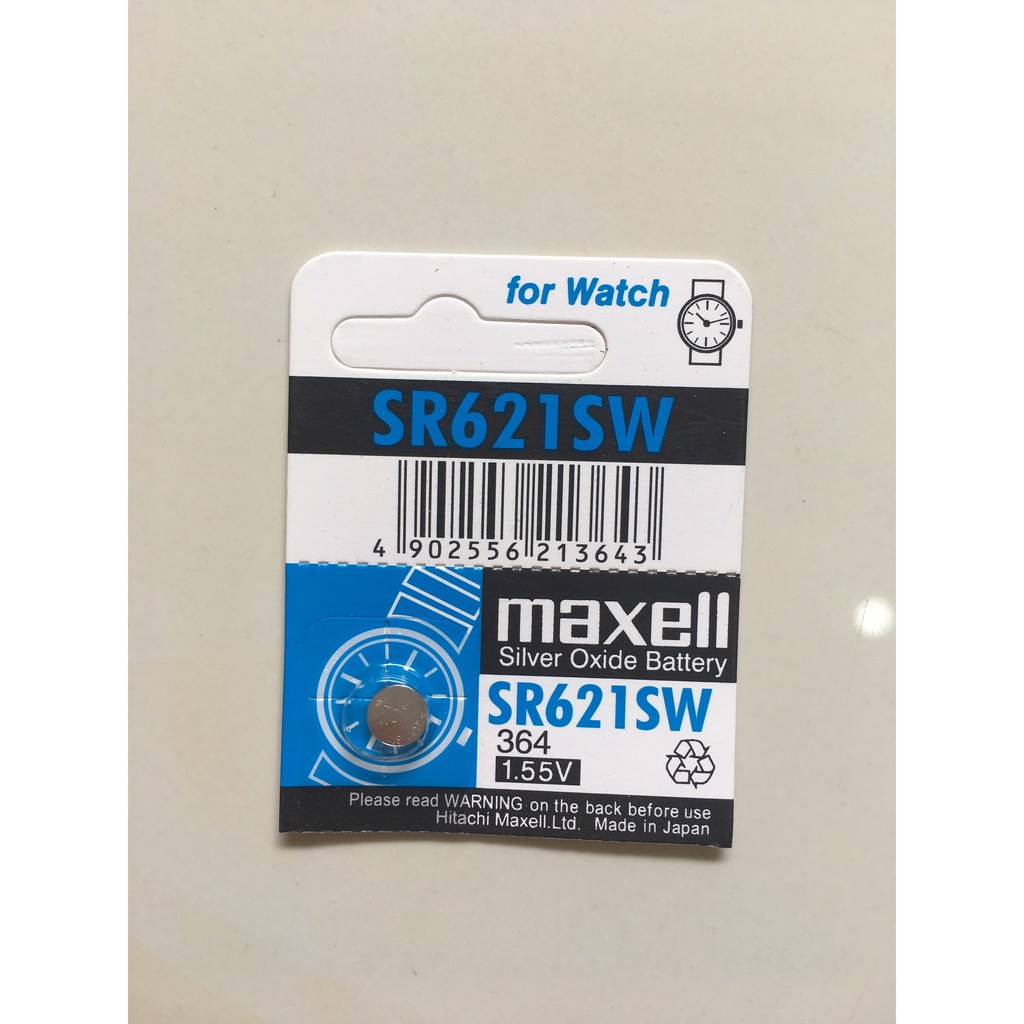 for Watch
SR621SW
4 902556 213643
maxell
Silver Oxide Battery
SR621SW
364
1.55V
Please read WARNING on the back before use
Hitachi Maxell.Ltd. Made in Japan